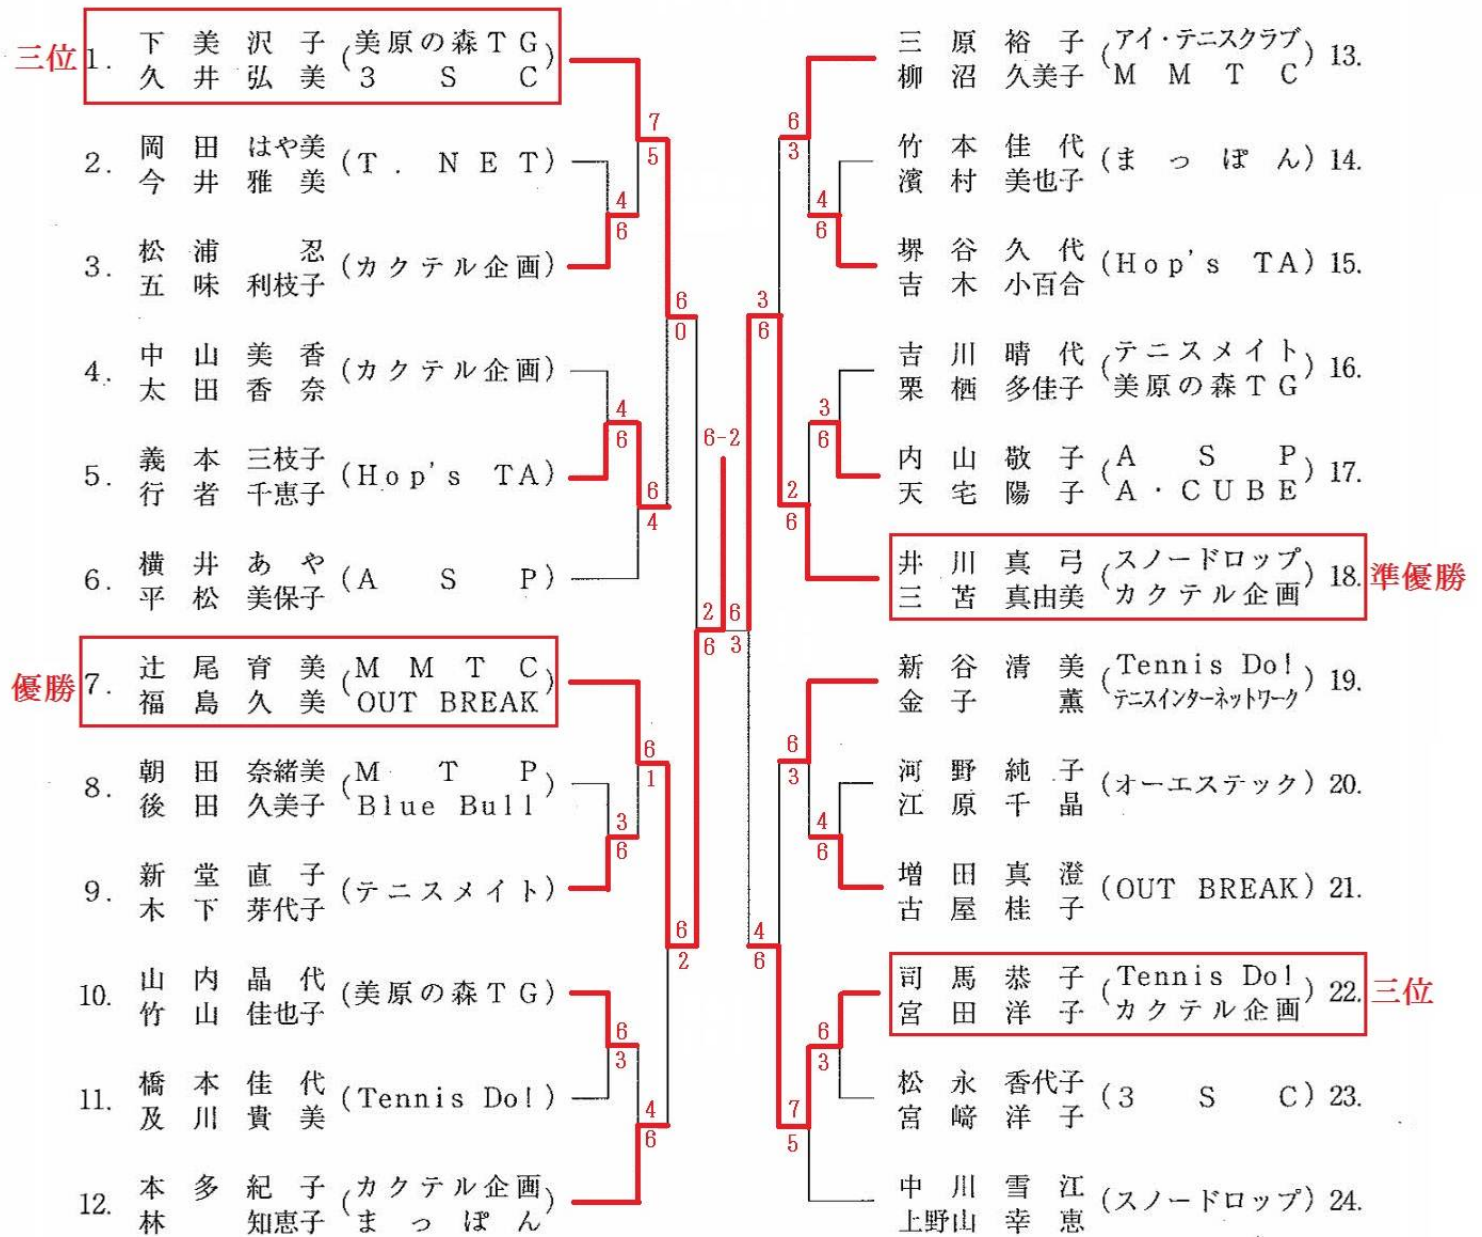 三位
1. 下美沢子 (美原の森TG)
久井弘美 (3SC)
2. 岡田はや美 (T. NET)
今井雅美
3. 松浦忍 (カクテル企画)
五味利枝子
4. 中山美香 (カクテル企画)
太田香奈
5. 義本三枝子 (Hop's TA)
行者千恵子
6. 横井あや (ASP)
平松美保子
優勝
7. 辻尾育美 (MMTC)
福島久美 (OUT BREAK)
8. 朝田奈緒美 (MTP)
後田久美子 (Blue Bull)
9. 新堂直子 (テニスメイト)
木下芽代子
10. 山内晶代 (美原の森TG)
竹山佳也子
11. 橋本佳代 (Tennis Do!)
及川貴美
12. 本多紀子 (カクテル企画)
林知恵子 (まっぽん)
7
5
4
6
6
0
4
6
6
4
6
1
3
6
6
2
6
3
4
6
6-2
2 6
6 3
6
3
4
6
3
6
3
6
2
6
6
3
4
6
4
6
6
3
7
5
三原裕子 (アイ・テニスクラブ) 13.
柳沼久美子 (MMTC)
竹本佳代 (まっぽん) 14.
濱村美也子
堺谷久代 (Hop's TA) 15.
吉木小百合
吉川晴代 (テニスメイト) 16.
栗栖多佳子 (美原の森TG)
内山敬子 (ASP) 17.
天宅陽子 (A・CUBE)
井川真弓 (スノードロップ) 18.
三苫真由美 (カクテル企画)
準優勝
新谷清美 (Tennis Do!) 19.
金子薫 (テニスインターネットワーク)
河野純子 (オーエステック) 20.
江原千晶
増田真澄 (OUT BREAK) 21.
古屋桂子
司馬恭子 (Tennis Do!) 22.
宮田洋子 (カクテル企画)
三位
松永香代子 (3SC) 23.
宮﨑洋子
中川雪江 (スノードロップ) 24.
上野山幸恵